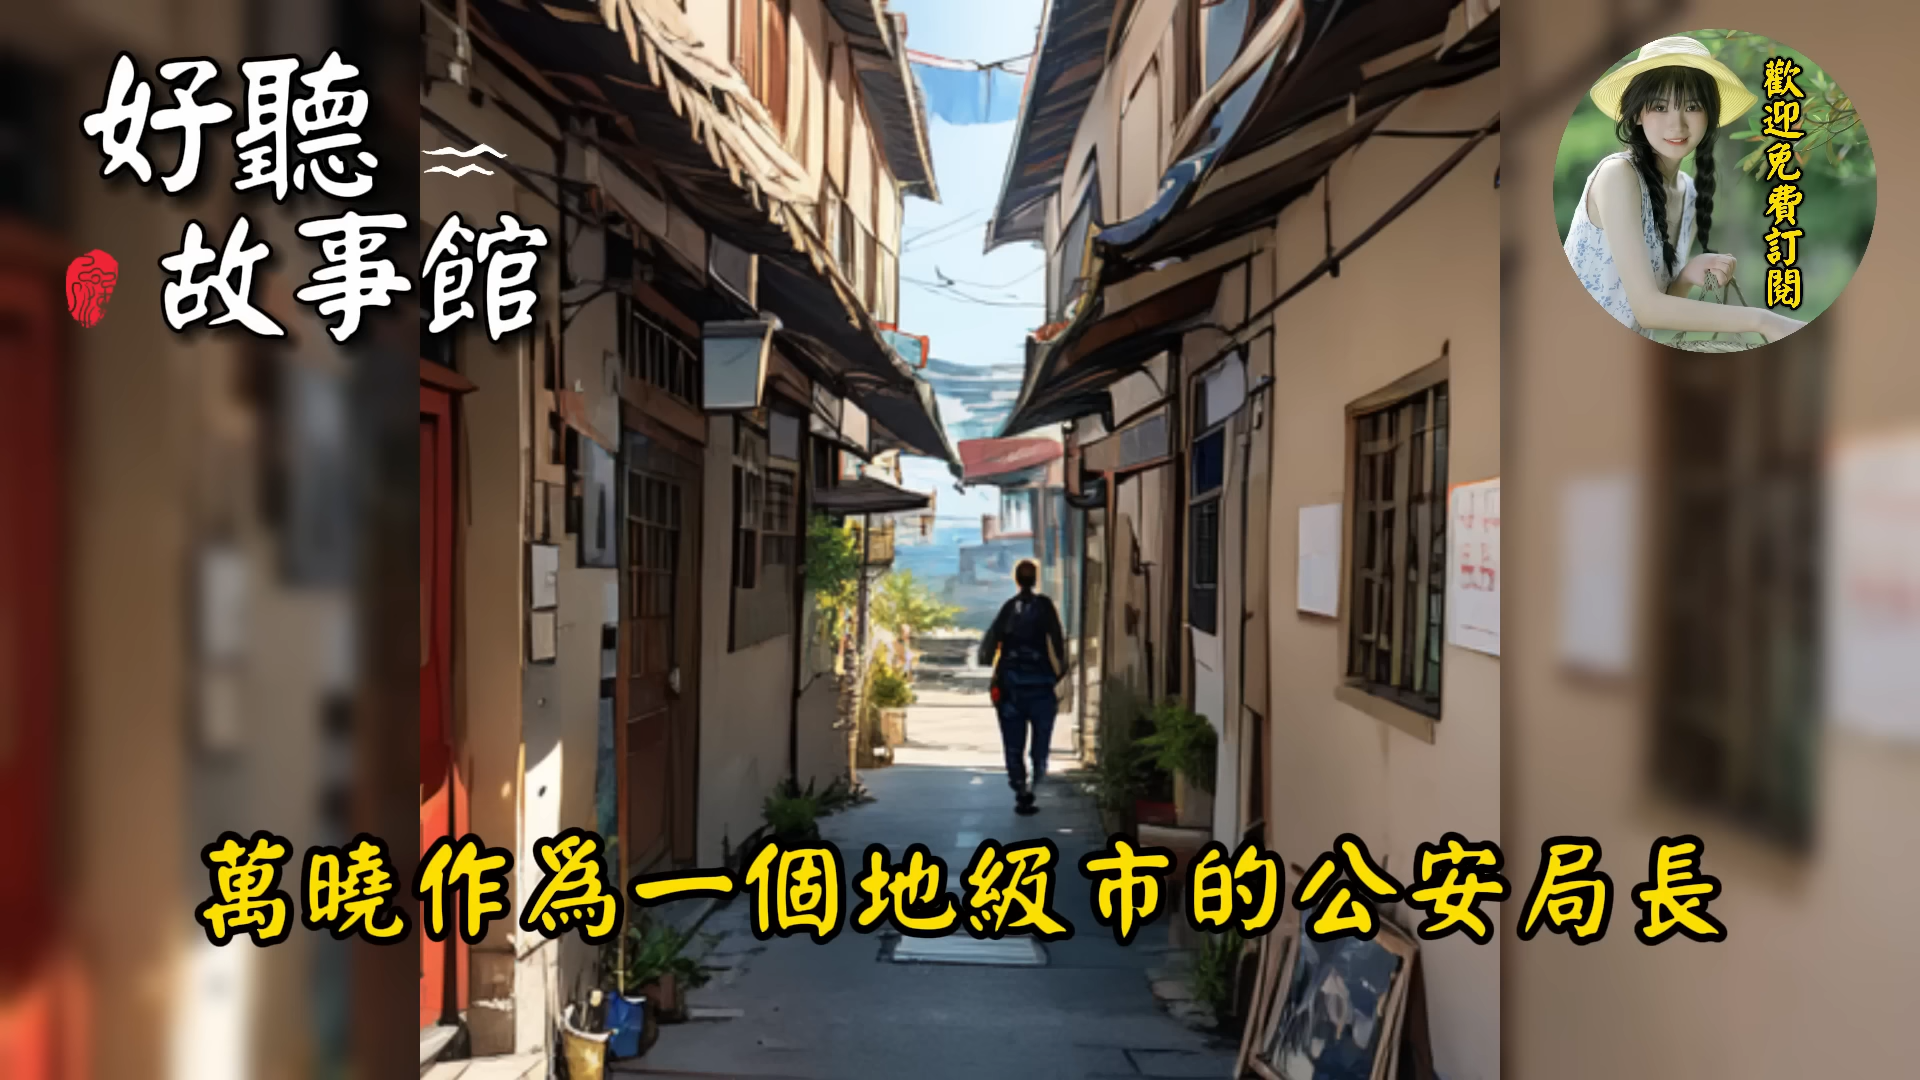 好聽
故事館
歡迎免費訂閱
萬曉作爲一個地級市的公安局長